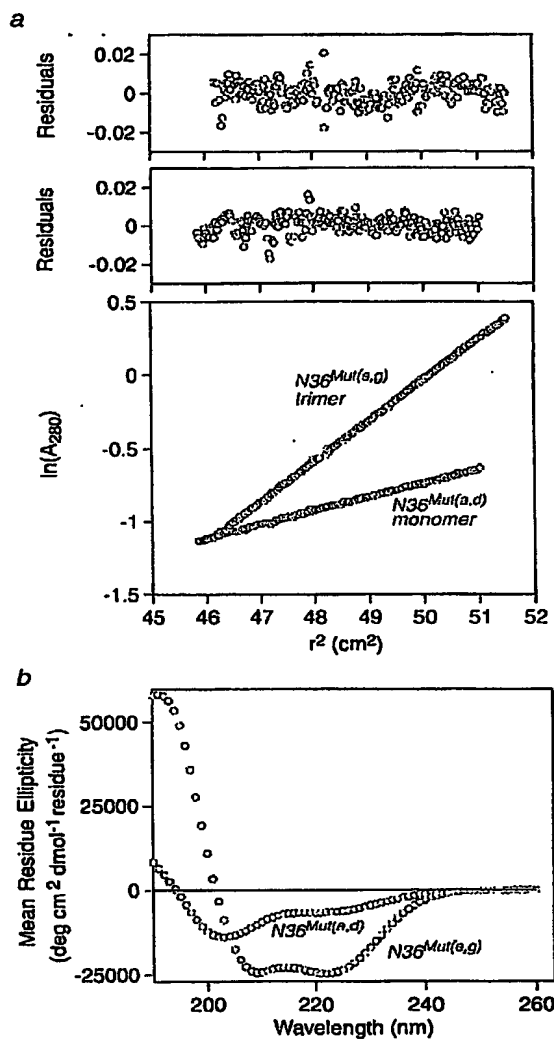 a
Residuals
0.02
0
-0.02
Residuals
0.02
0
-0.02
ln(A280)
0.5
0
-0.5
-1
-1.5
N36Mut(e,g)
trimer
N36Mut(a,d)
monomer
45 46 47 48 49 50 51 52
r2 (cm2)
b
Mean Residue Ellipticity
(deg cm2 dmol-1 residue-1)
50000
25000
0
-25000
N36Mut(a,d)
N36Mut(e,g)
200 220 240 260
Wavelength (nm)